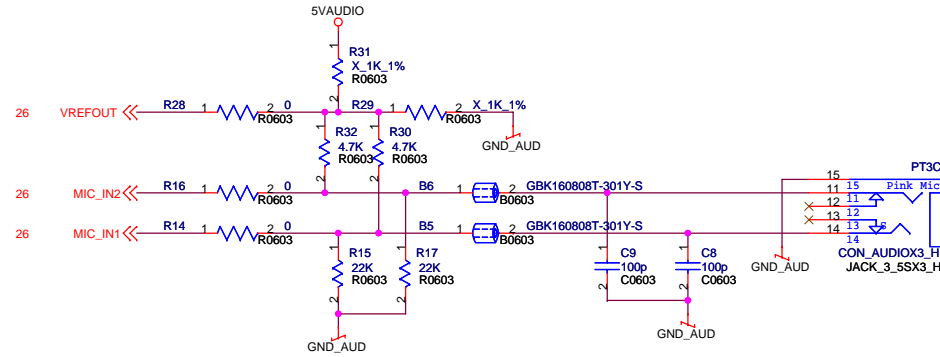 5VAUDIO
1
R31
X_1K_1%
R0603
2
26 VREFOUT R28 1 2 0 R29 1 2 X_1K_1%
R0603 R0603
1 1
R32 R30
4.7K 4.7K
R0603 R0603
2 2
GND_AUD
26 MIC_IN2 R16 1 2 0 B6 1 2 GBK160808T-301Y-S
R0603 B0603
26 MIC_IN1 R14 1 2 0 B5 1 2 GBK160808T-301Y-S
R0603 B0603
1 1
R15 R17
22K 22K
R0603 R0603
2 2
GND_AUD
1 1
C9 C8
100p 100p
C0603 C0603
2 2
GND_AUD
GND_AUD
PT3C
15
15 Pink Mic
11
11
12
12
13
13 S
14
14
CON_AUDIOX3_H
JACK_3_5SX3_H